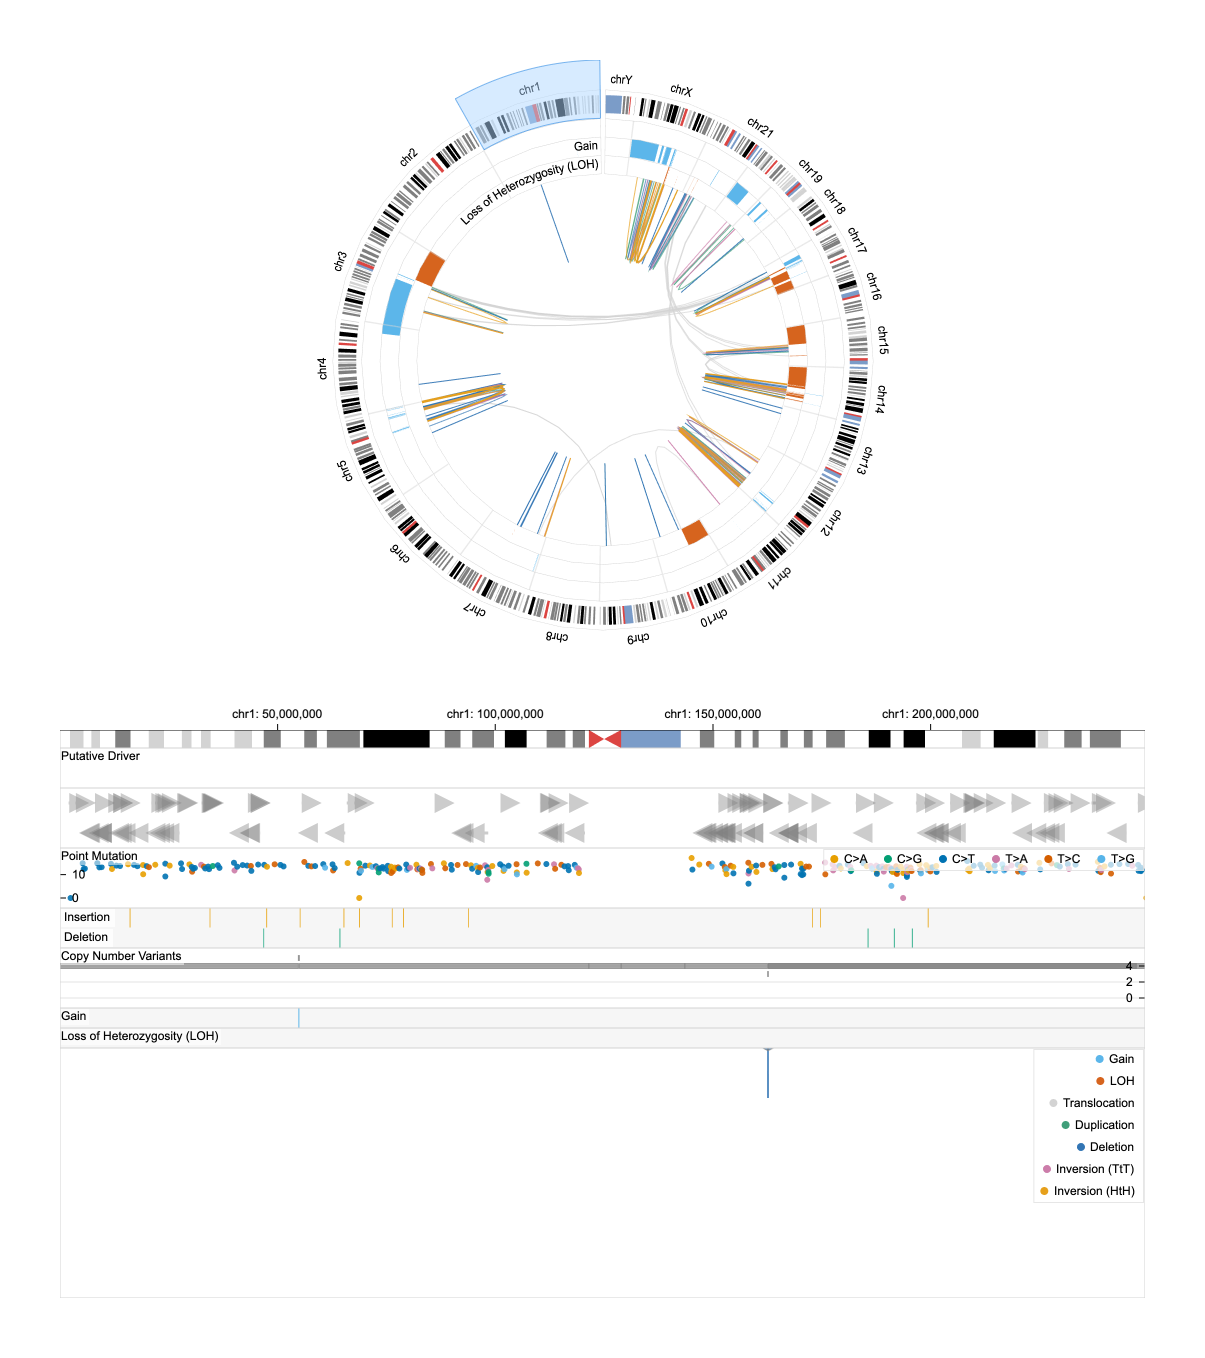 chrY
chrX
chr21
chr19
chr18
chr17
chr16
chr15
chr14
chr13
chr12
chr11
chr10
chr9
chr8
chr7
chr6
chr5
chr4
chr3
chr2
chr1
Gain
Loss of Heterozygosity (LOH)
chr1: 50,000,000
chr1: 100,000,000
chr1: 150,000,000
chr1: 200,000,000
Putative Driver
Point Mutation
C>A
C>G
C>T
T>A
T>C
T>G
10
0
Insertion
Deletion
Copy Number Variants
4
2
0
Gain
Loss of Heterozygosity (LOH)
Gain
LOH
Translocation
Duplication
Deletion
Inversion (TtT)
Inversion (HtH)